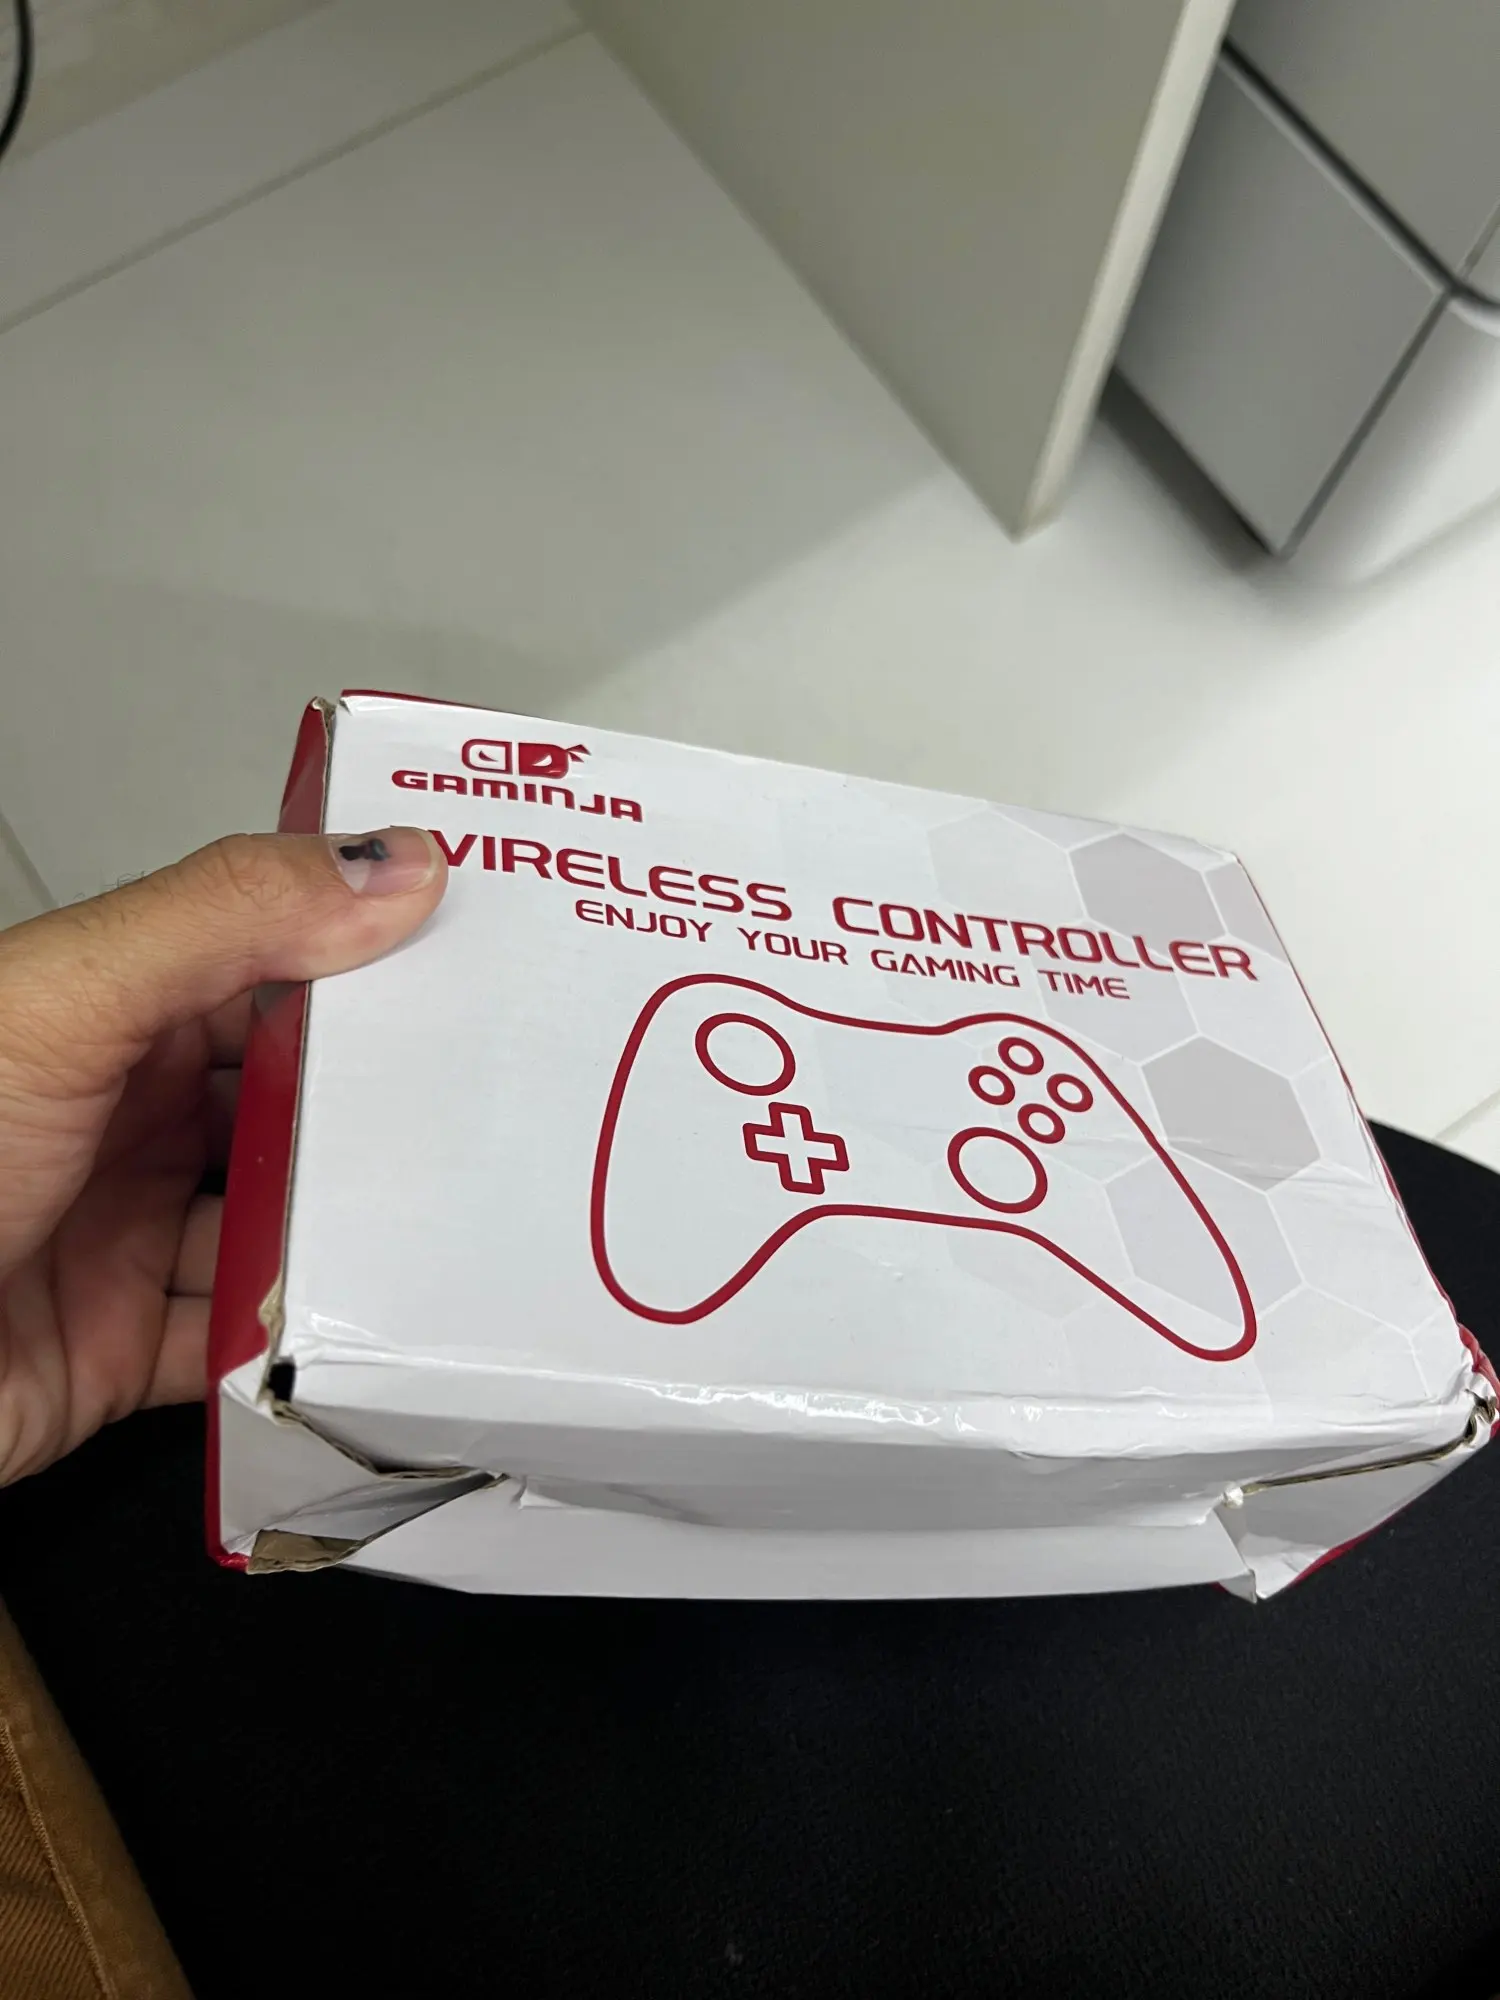 GAMINJA
WIRELESS CONTROLLER
ENJOY YOUR GAMING TIME